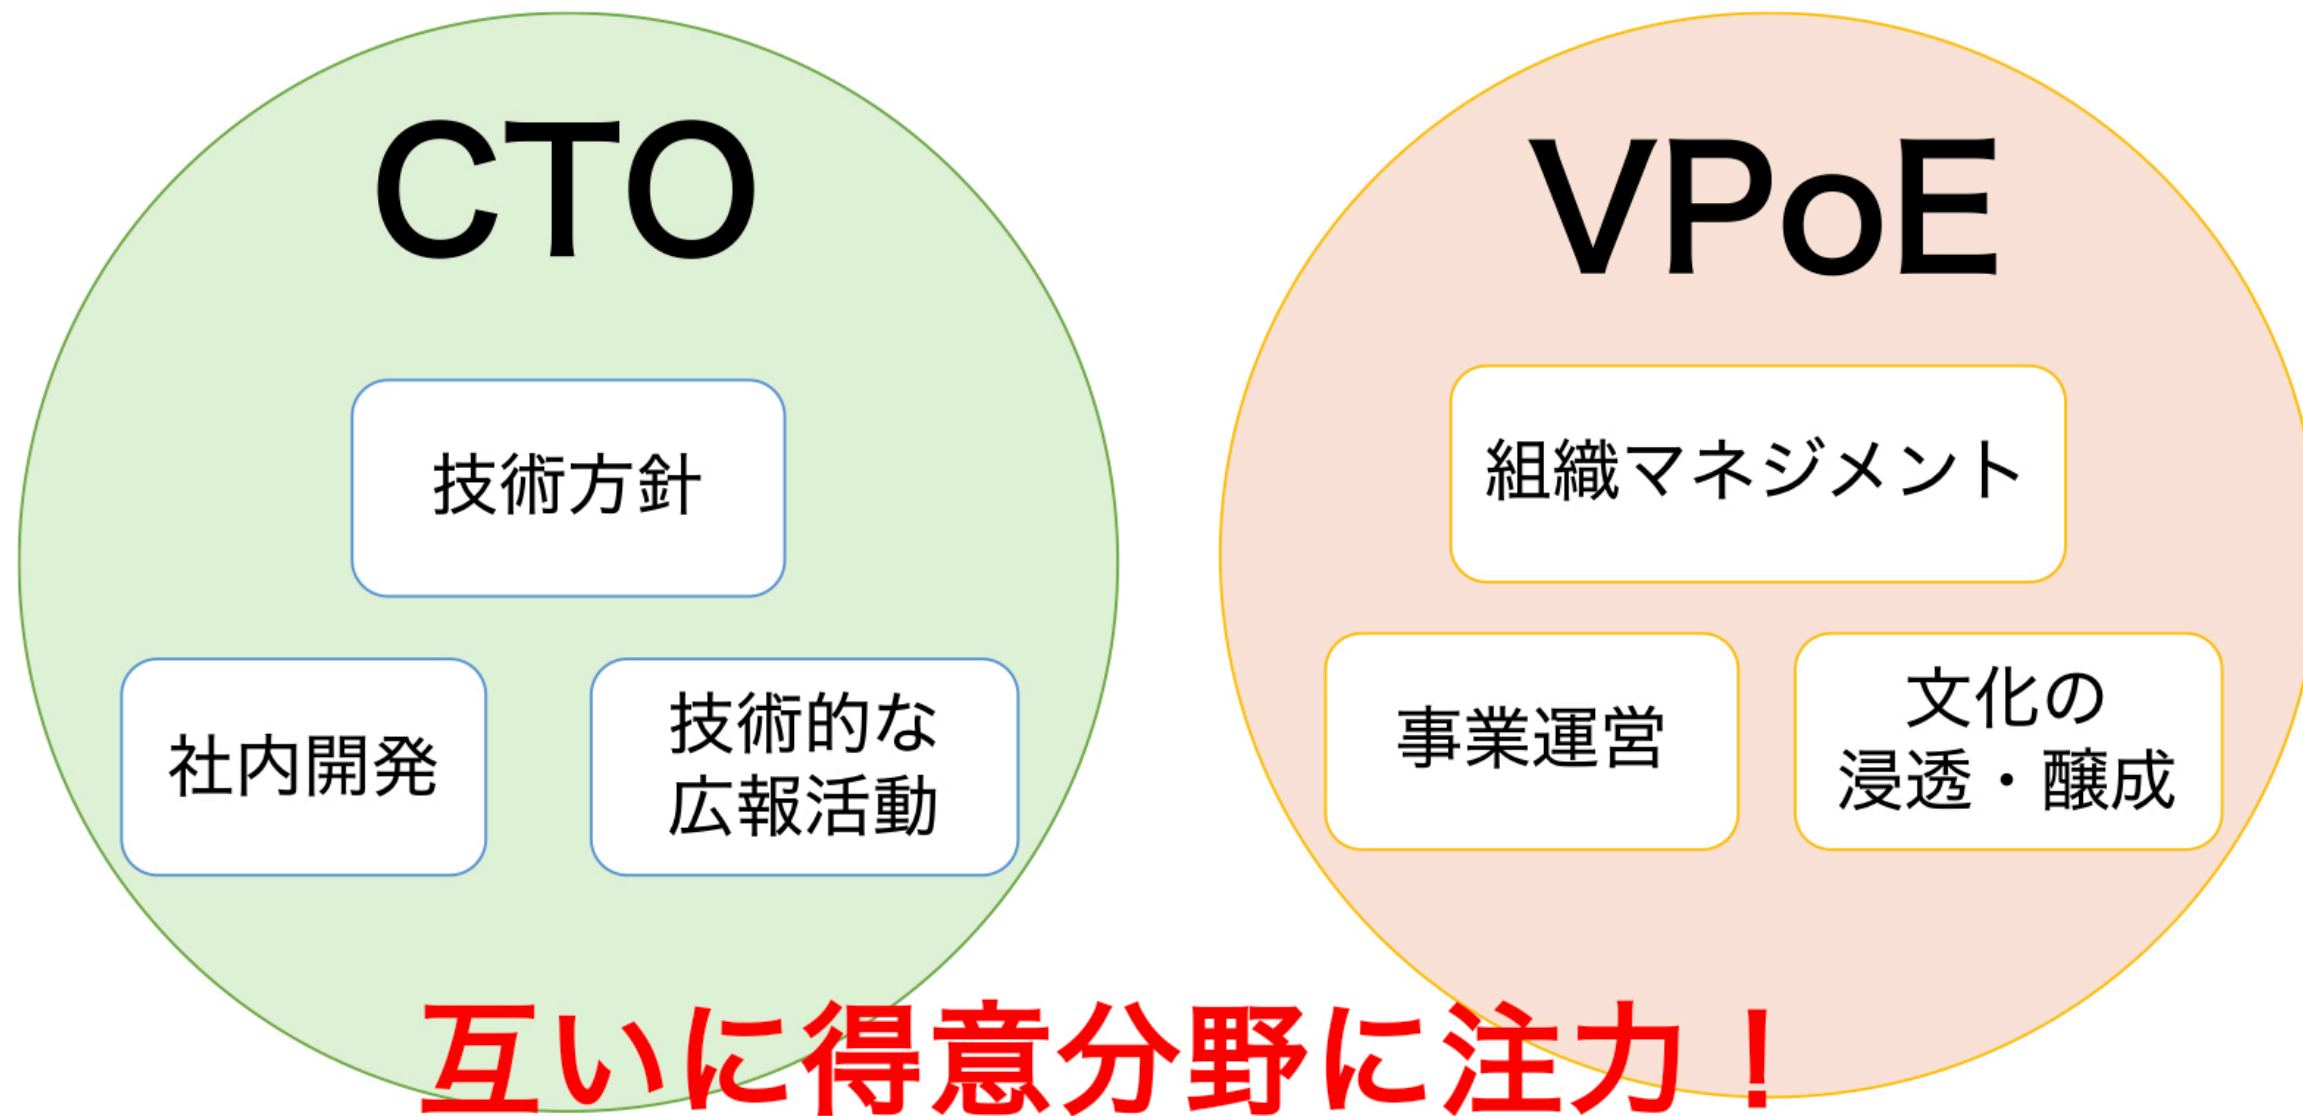 CTO
技術方針
社内開発
技術的な
広報活動
VPoE
組織マネジメント
事業運営
文化の
浸透・醸成
互いに得意分野に注力！